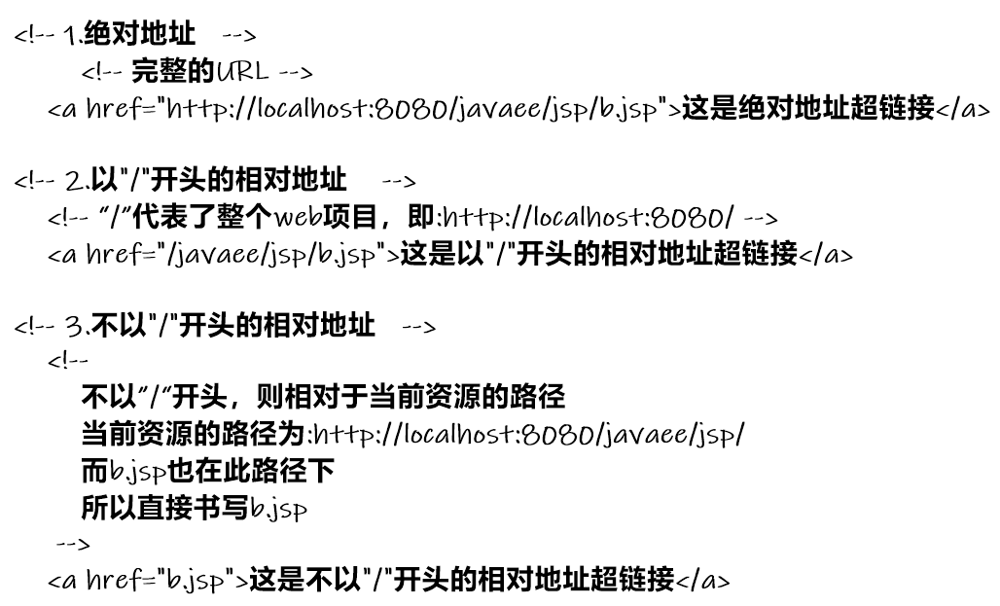 <!-- 1.绝对地址 -->
<!-- 完整的URL -->
<a href="http://localhost:8080/javaee/jsp/b.jsp">这是绝对地址超链接</a>
<!-- 2.以"/"开头的相对地址 -->
<!-- “/”代表了整个web项目，即:http://localhost:8080/ -->
<a href="/javaee/jsp/b.jsp">这是以"/"开头的相对地址超链接</a>
<!-- 3.不以"/"开头的相对地址 -->
<!--
不以“/”开头，则相对于当前资源的路径
当前资源的路径为:http://localhost:8080/javaee/jsp/
而b.jsp也在此路径下
所以直接书写b.jsp
-->
<a href="b.jsp">这是不以"/"开头的相对地址超链接</a>